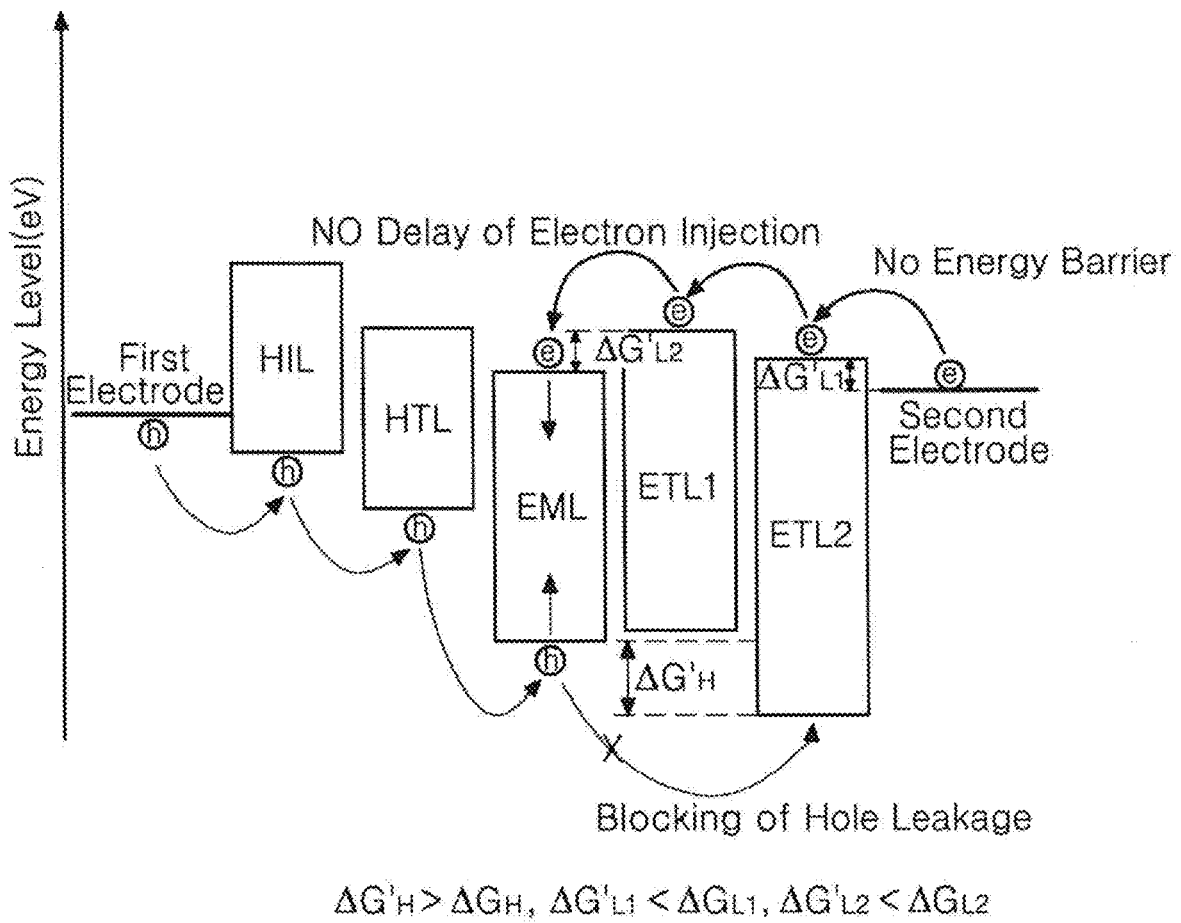 Energy Level(eV)
NO Delay of Electron Injection
No Energy Barrier
First
Electrode
HIL
HTL
EML
ETL1
ETL2
ΔG'L2
ΔG'L1
Second
Electrode
ΔG'H
h
h
h
h
e
e
e
e
X
Blocking of Hole Leakage
ΔG'H > ΔGH, ΔG'L1 < ΔGL1, ΔG'L2 < ΔGL2